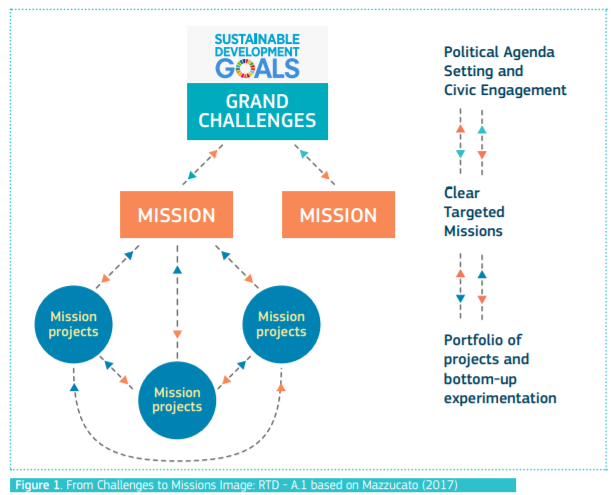 SUSTAINABLE
DEVELOPMENT
GOALS
GRAND
CHALLENGES
MISSION
MISSION
Mission
projects
Mission
projects
Mission
projects
Political Agenda
Setting and
Civic Engagement
Clear
Targeted
Missions
Portfolio of
projects and
bottom-up
experimentation
Figure 1. From Challenges to Missions Image: RTD - A.1 based on Mazzucato (2017)